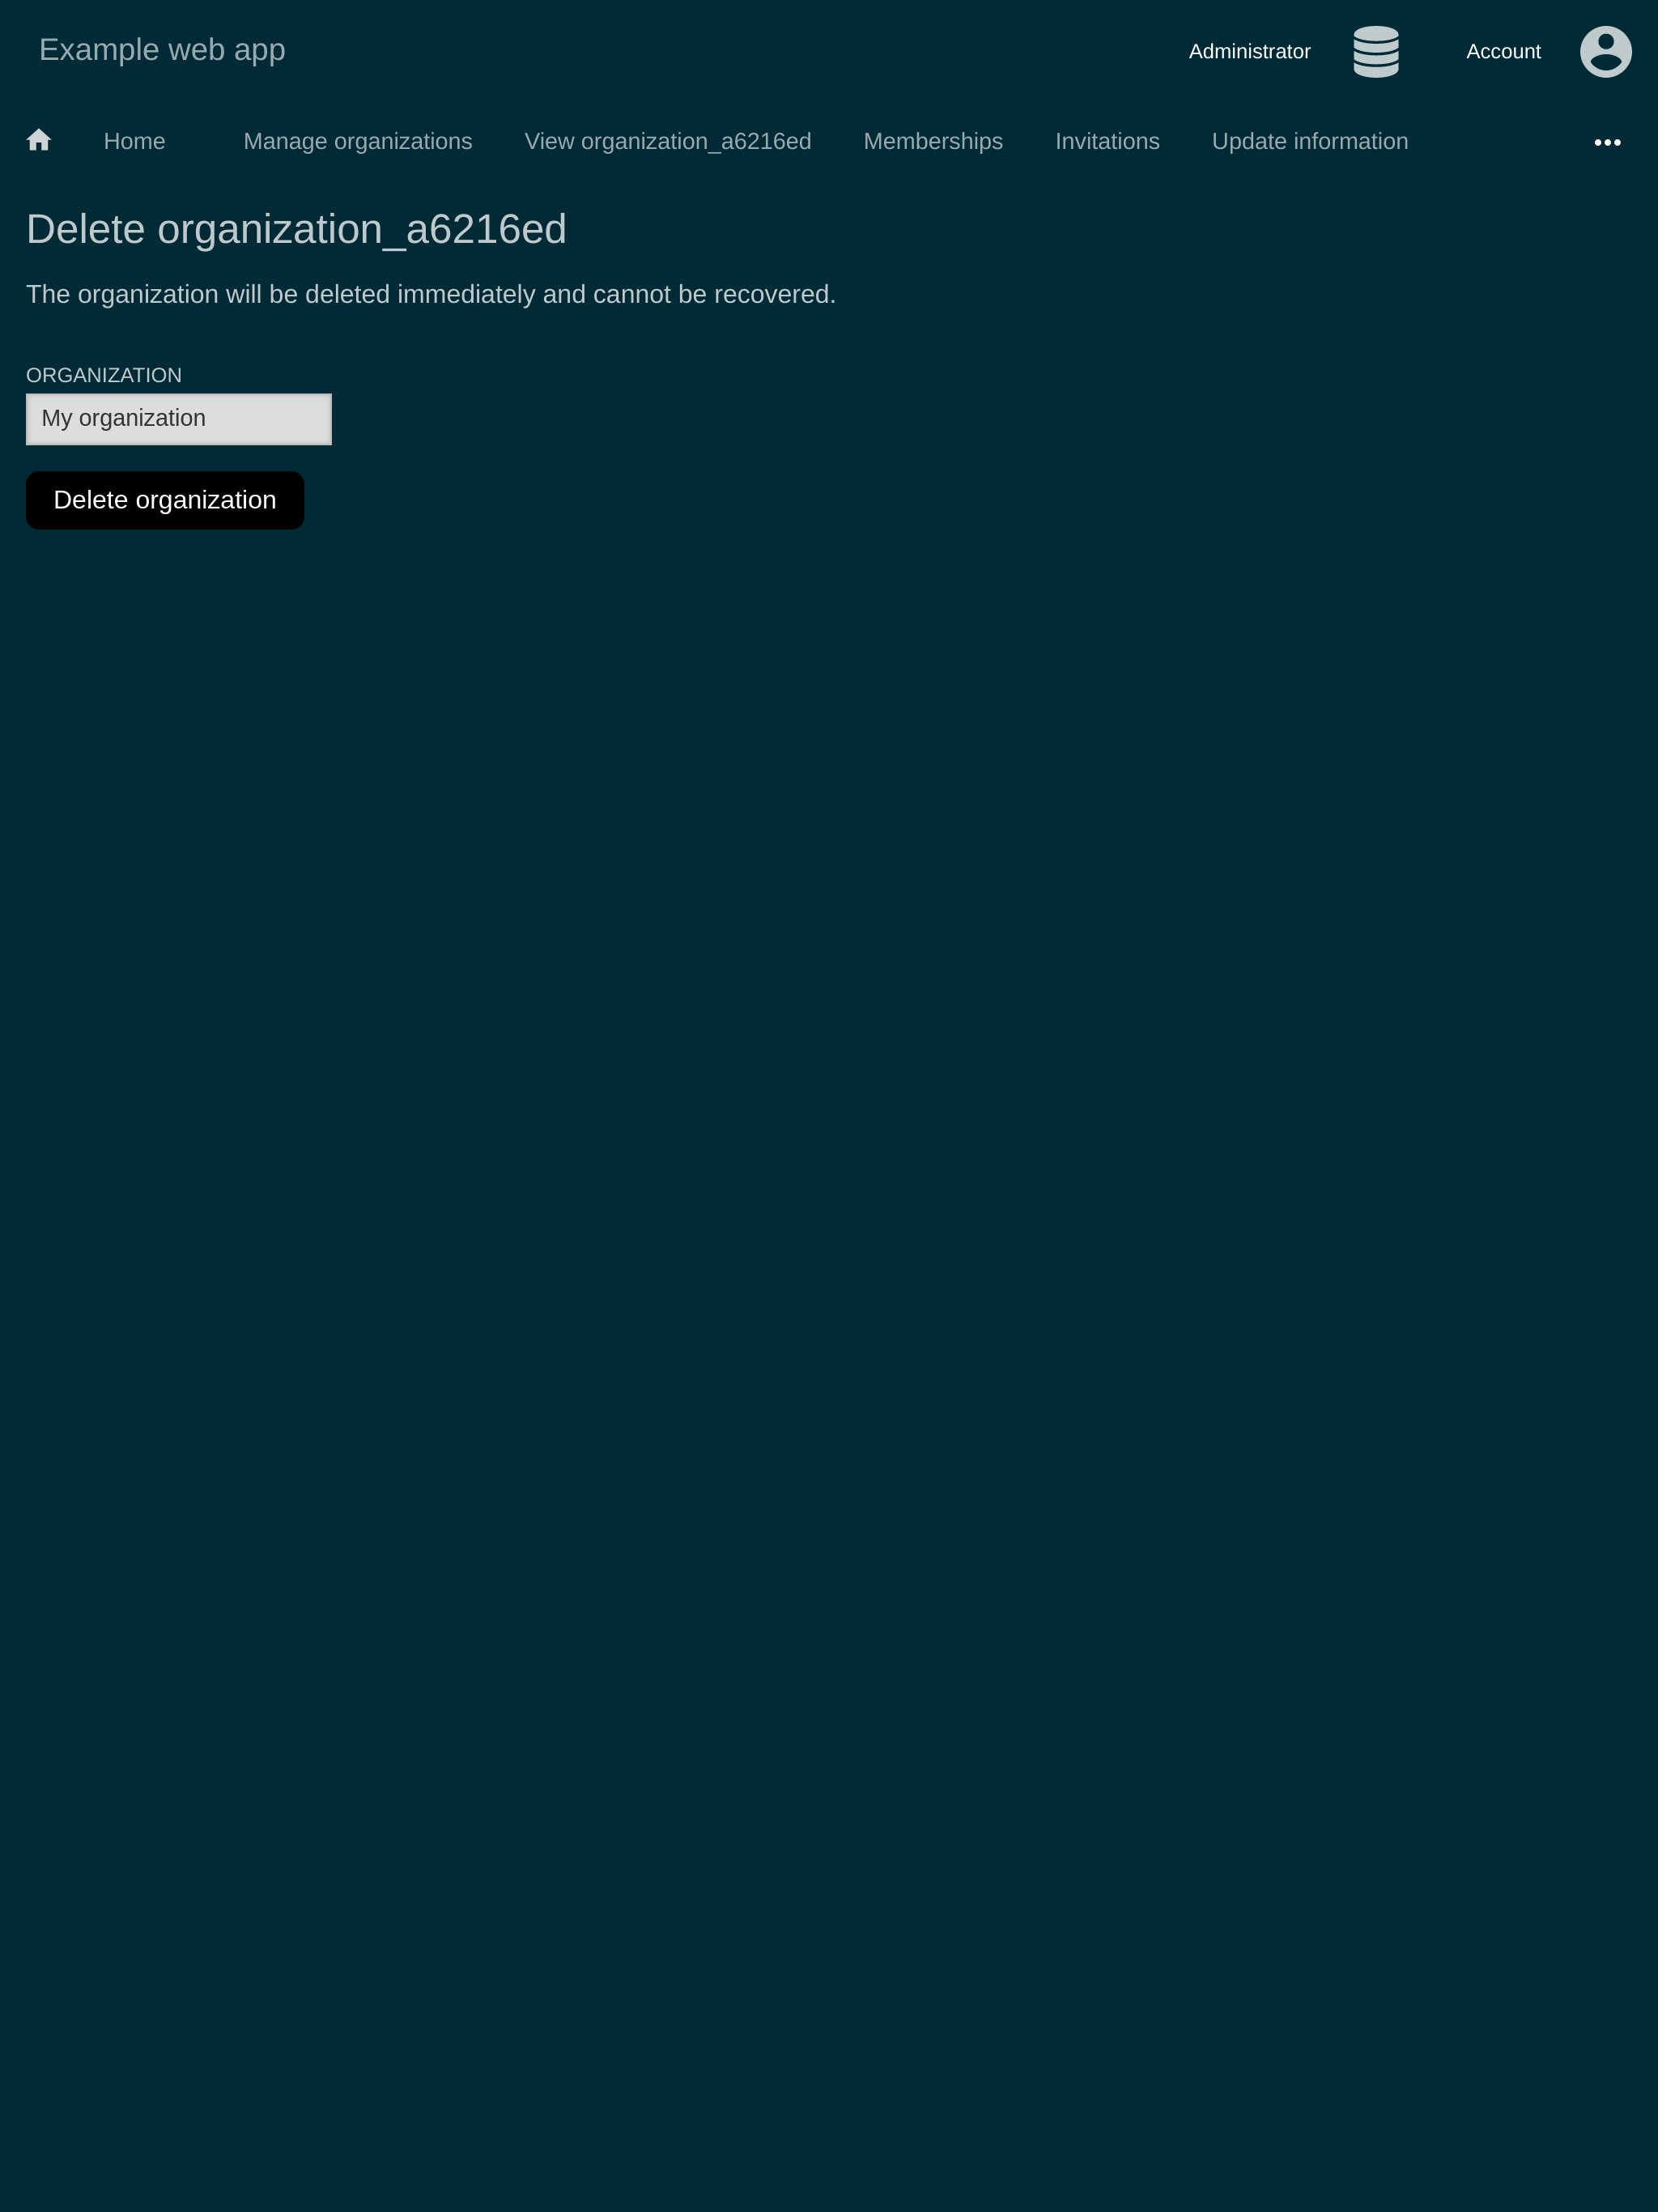 Example web app
Administrator
Account
Home
Manage organizations
View organization_a6216ed
Memberships
Invitations
Update information
Delete organization_a6216ed
The organization will be deleted immediately and cannot be recovered.
ORGANIZATION
My organization
Delete organization